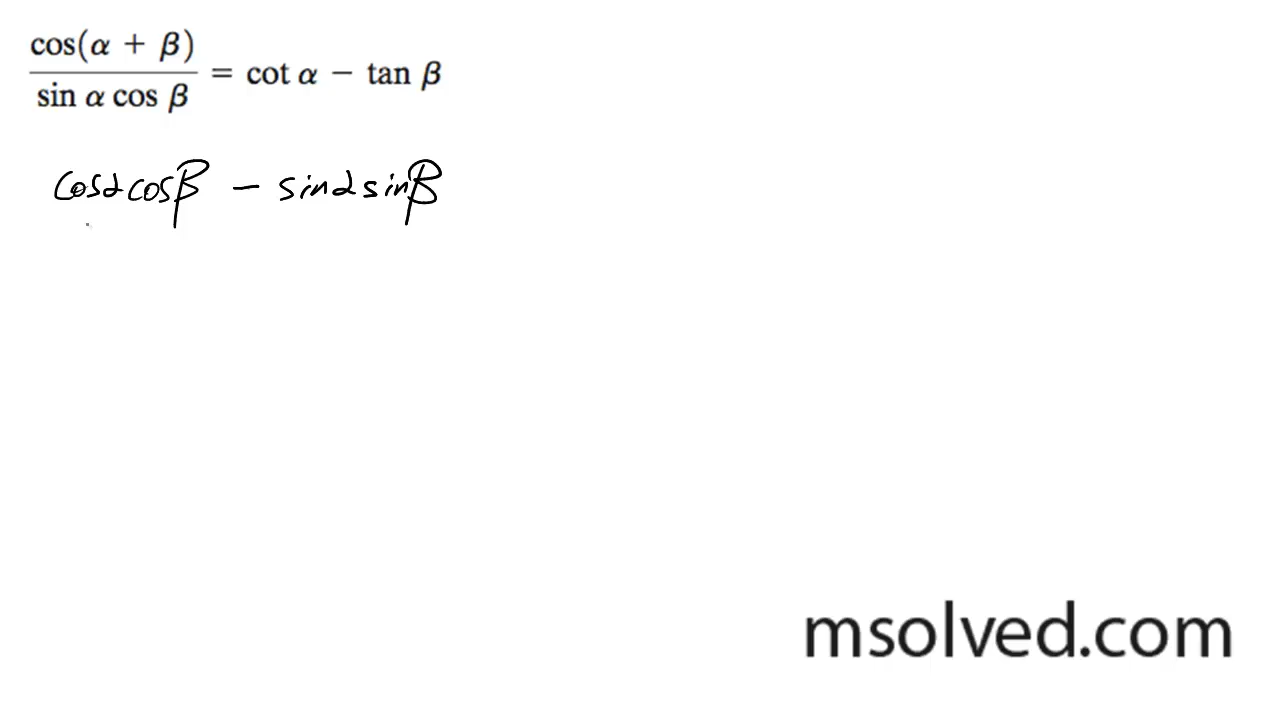 cos(α + β)
sin α cos β
= cot α − tan β
cosα cosβ − sinα sinβ
msolved.com